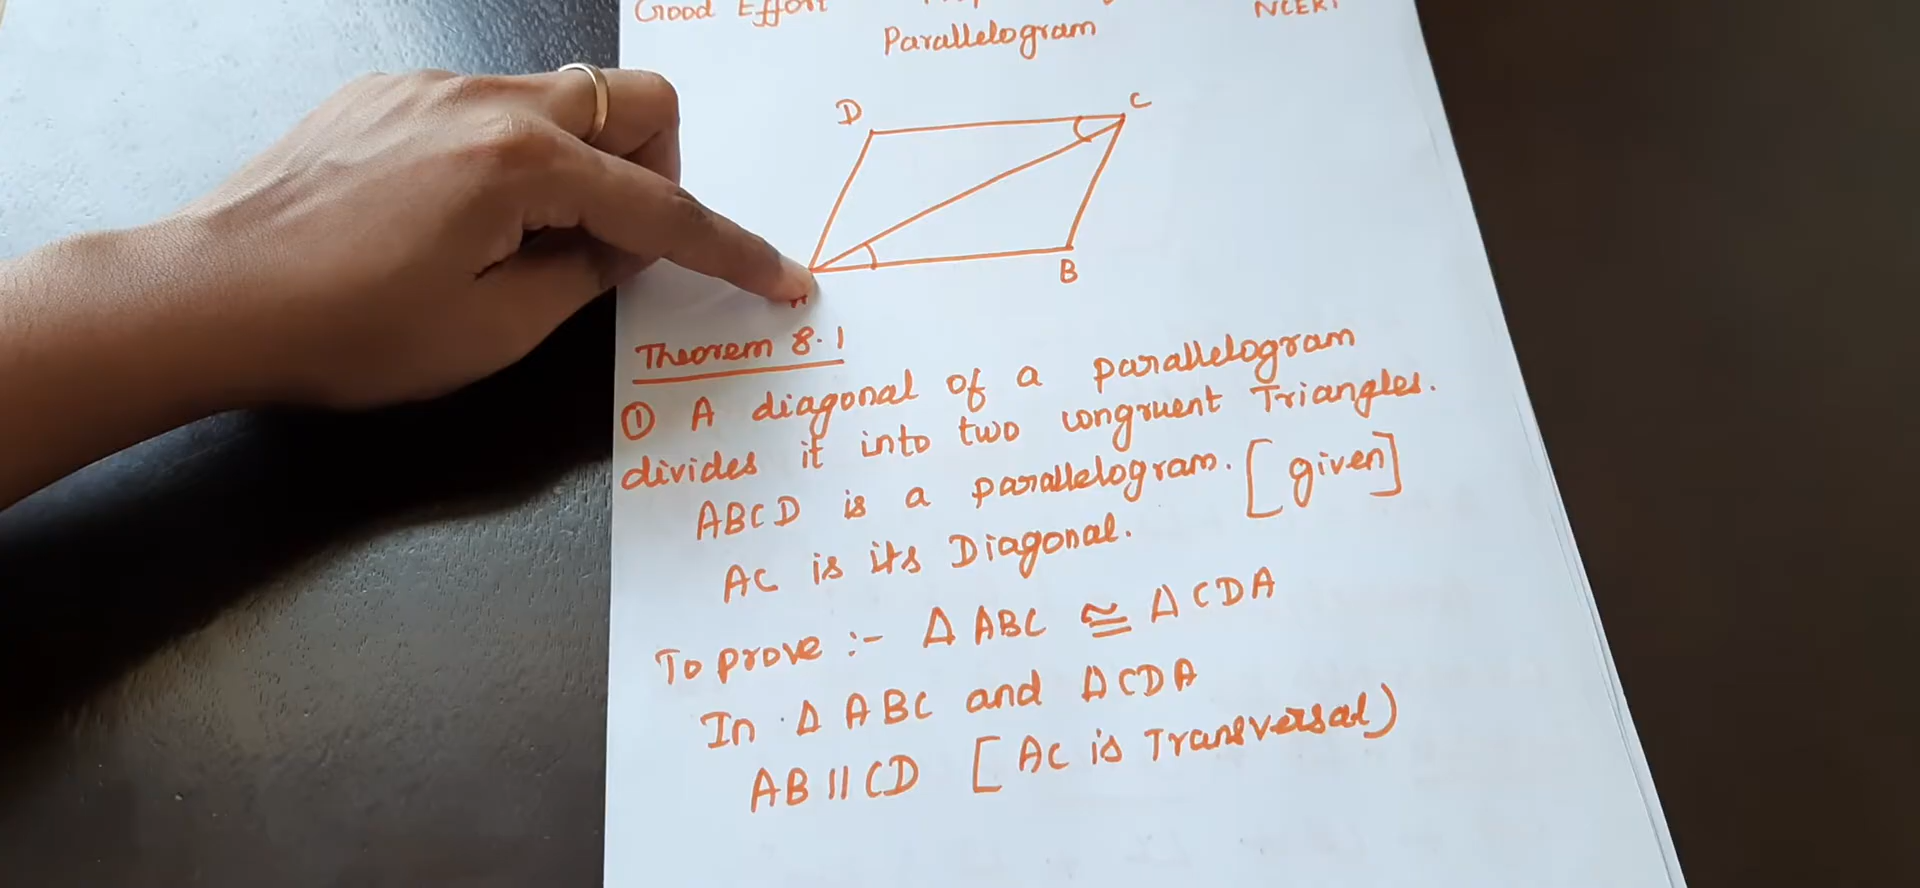 Good Effort NCERT
Parallelogram
D C
B
A
Theorem 8.1
① A diagonal of a parallelogram
divides it into two congruent Triangles.
ABCD is a parallelogram. [given]
AC is its Diagonal.
To prove :- Δ ABC ≅ Δ CDA
In Δ ABC and Δ CDA
AB || CD [AC is Transversal)